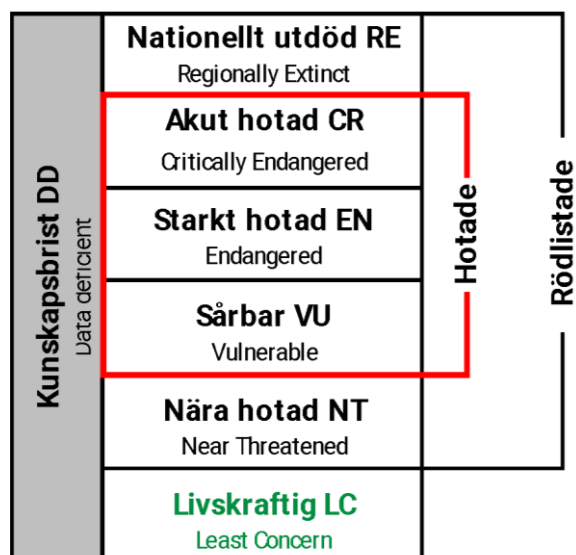 Nationellt utdöd RE
Regionally Extinct
Akut hotad CR
Critically Endangered
Starkt hotad EN
Endangered
Sårbar VU
Vulnerable
Nära hotad NT
Near Threatened
Livskraftig LC
Least Concern
Kunskapsbrist DD
Data deficient
Hotade
Rödlistade